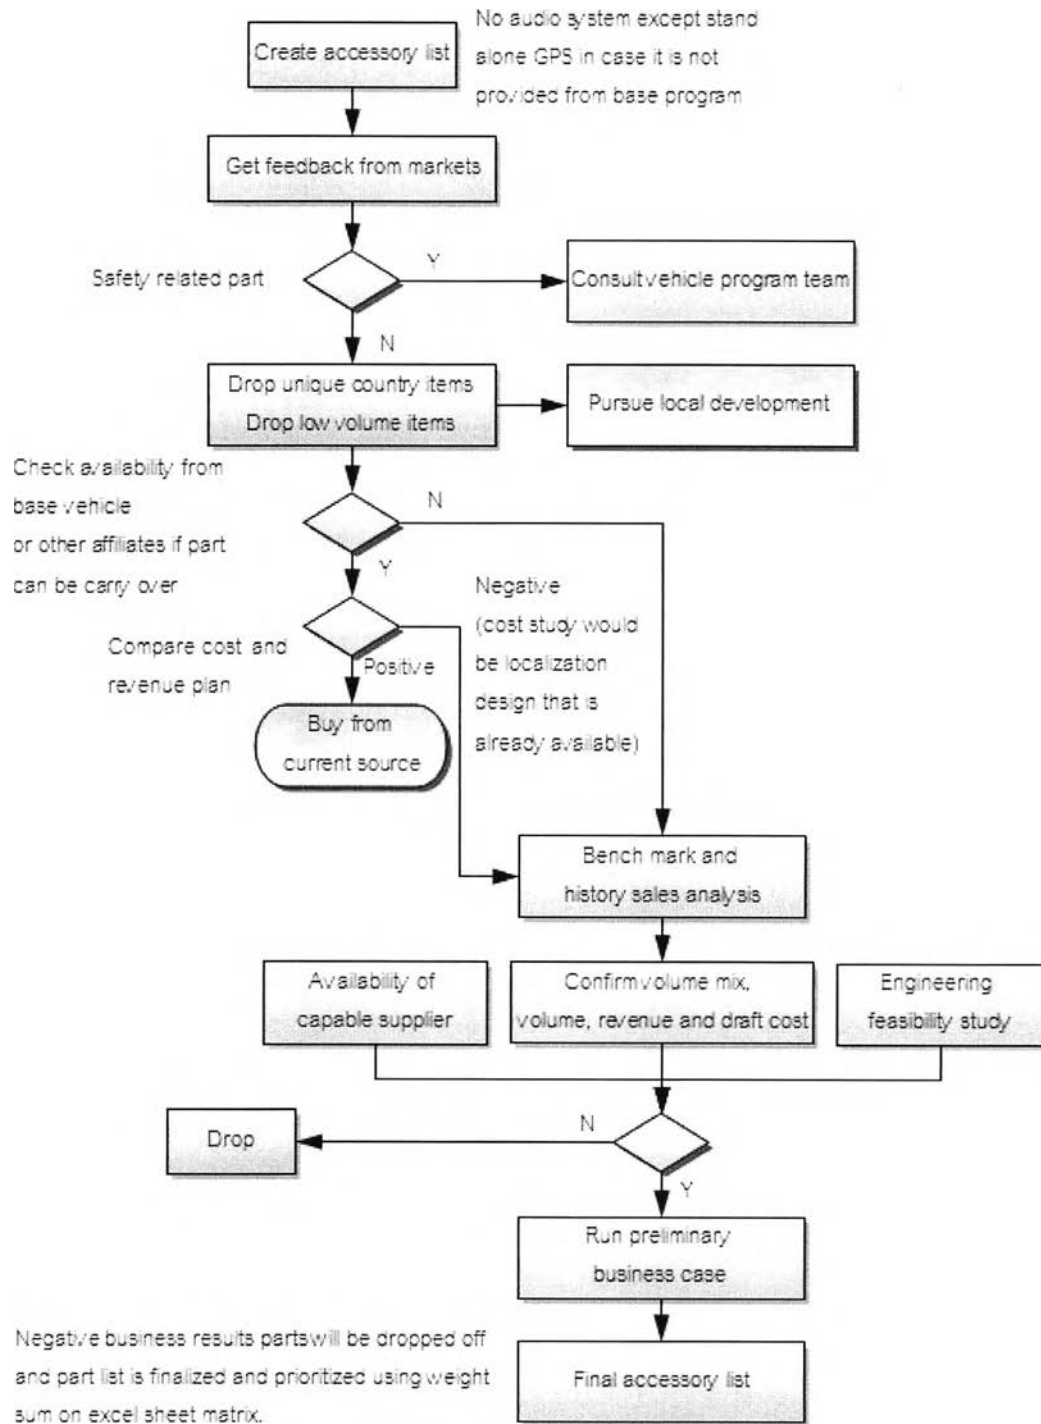 No audio system except stand
alone GPS in case it is not
provided from base program
Create accessory list
Get feedback from markets
Safety related part
Y
Consult vehicle program team
N
Drop unique country items
Drop low volume items
Pursue local development
Check availability from
base vehicle
or other affiliates if part
can be carry over
N
Y
Negative
(cost study would
be localization
design that is
already available)
Compare cost and
revenue plan
Positive
Buy from
current source
Bench mark and
history sales analysis
Availability of
capable supplier
Confirm volume mix,
volume, revenue and draft cost
Engineering
feasibility study
N
Drop
Y
Run preliminary
business case
Negative business results parts will be dropped off
and part list is finalized and prioritized using weight
sum on excel sheet matrix.
Final accessory list